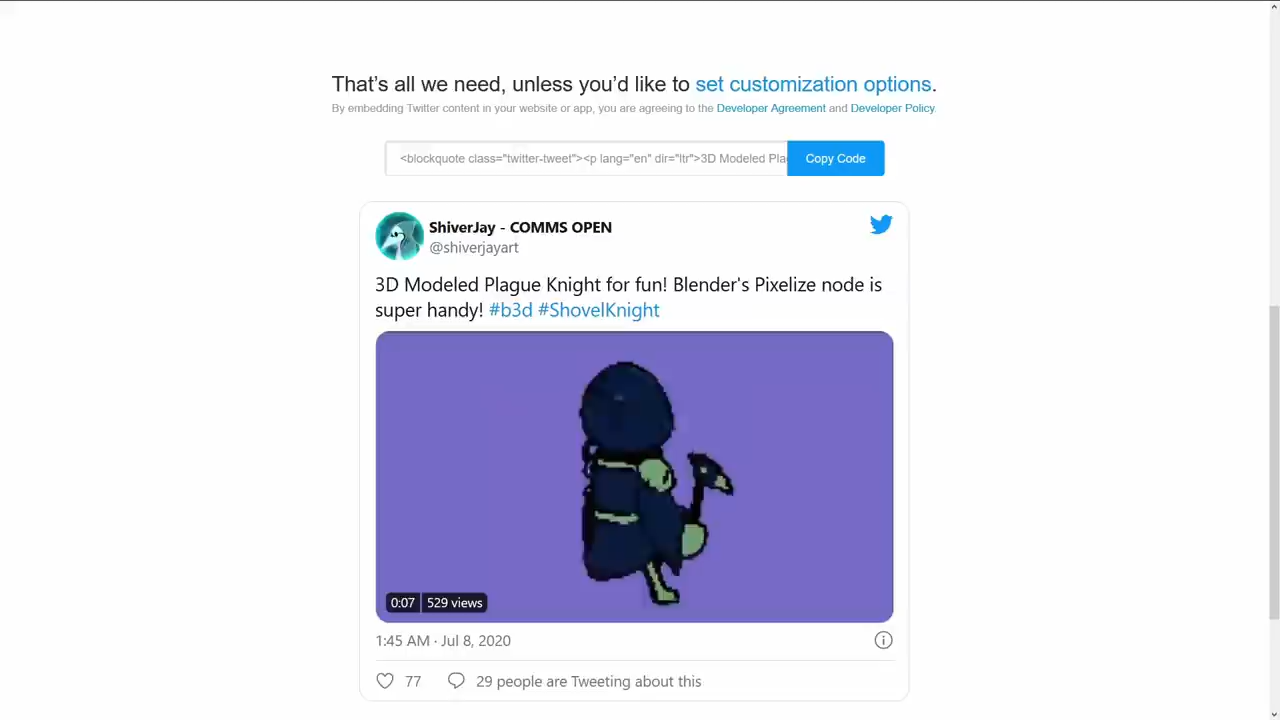 That's all we need, unless you'd like to set customization options.
By embedding Twitter content in your website or app, you are agreeing to the Developer Agreement and Developer Policy.
<blockquote class="twitter-tweet"><p lang="en" dir="ltr">3D Modeled Pla
Copy Code
ShiverJay - COMMS OPEN
@shiverjayart
3D Modeled Plague Knight for fun! Blender's Pixelize node is
super handy! #b3d #ShovelKnight
0:07 529 views
1:45 AM · Jul 8, 2020
77 29 people are Tweeting about this